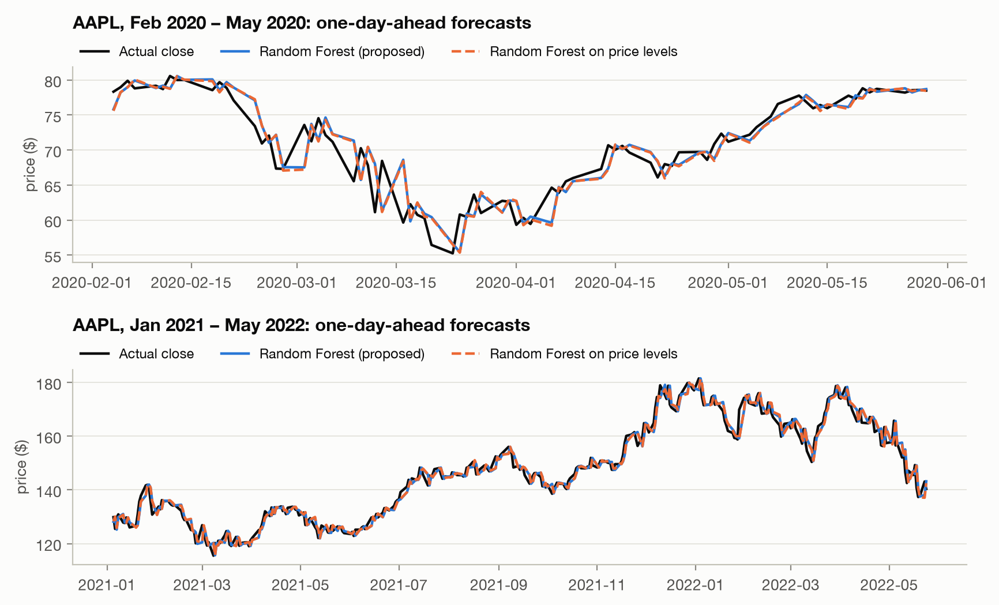 AAPL, Feb 2020 – May 2020: one-day-ahead forecasts
Actual close
Random Forest (proposed)
Random Forest on price levels
price ($)
80
75
70
65
60
55
2020-02-01
2020-02-15
2020-03-01
2020-03-15
2020-04-01
2020-04-15
2020-05-01
2020-05-15
2020-06-01
AAPL, Jan 2021 – May 2022: one-day-ahead forecasts
Actual close
Random Forest (proposed)
Random Forest on price levels
price ($)
180
160
140
120
2021-01
2021-03
2021-05
2021-07
2021-09
2021-11
2022-01
2022-03
2022-05